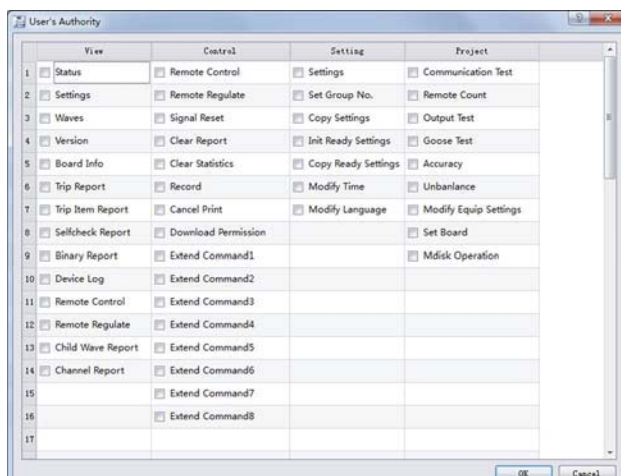 User's Authority
View Control Setting Project
1 Status Remote Control Settings Communication Test
2 Settings Remote Regulate Set Group No. Remote Count
3 Waves Signal Reset Copy Settings Output Test
4 Version Clear Report Init Ready Settings Goose Test
5 Board Info Clear Statistics Copy Ready Settings Accuracy
6 Trip Report Record Modify Time Unbanlance
7 Trip Item Report Cancel Print Modify Language Modify Equip Settings
8 Selfcheck Report Download Permission Set Board
9 Binary Report Extend Command1 Mdisk Operation
10 Device Log Extend Command2
11 Remote Control Extend Command3
12 Remote Regulate Extend Command4
13 Child Wave Report Extend Command5
14 Channel Report Extend Command6
15 Extend Command7
16 Extend Command8
17
OK Cancel